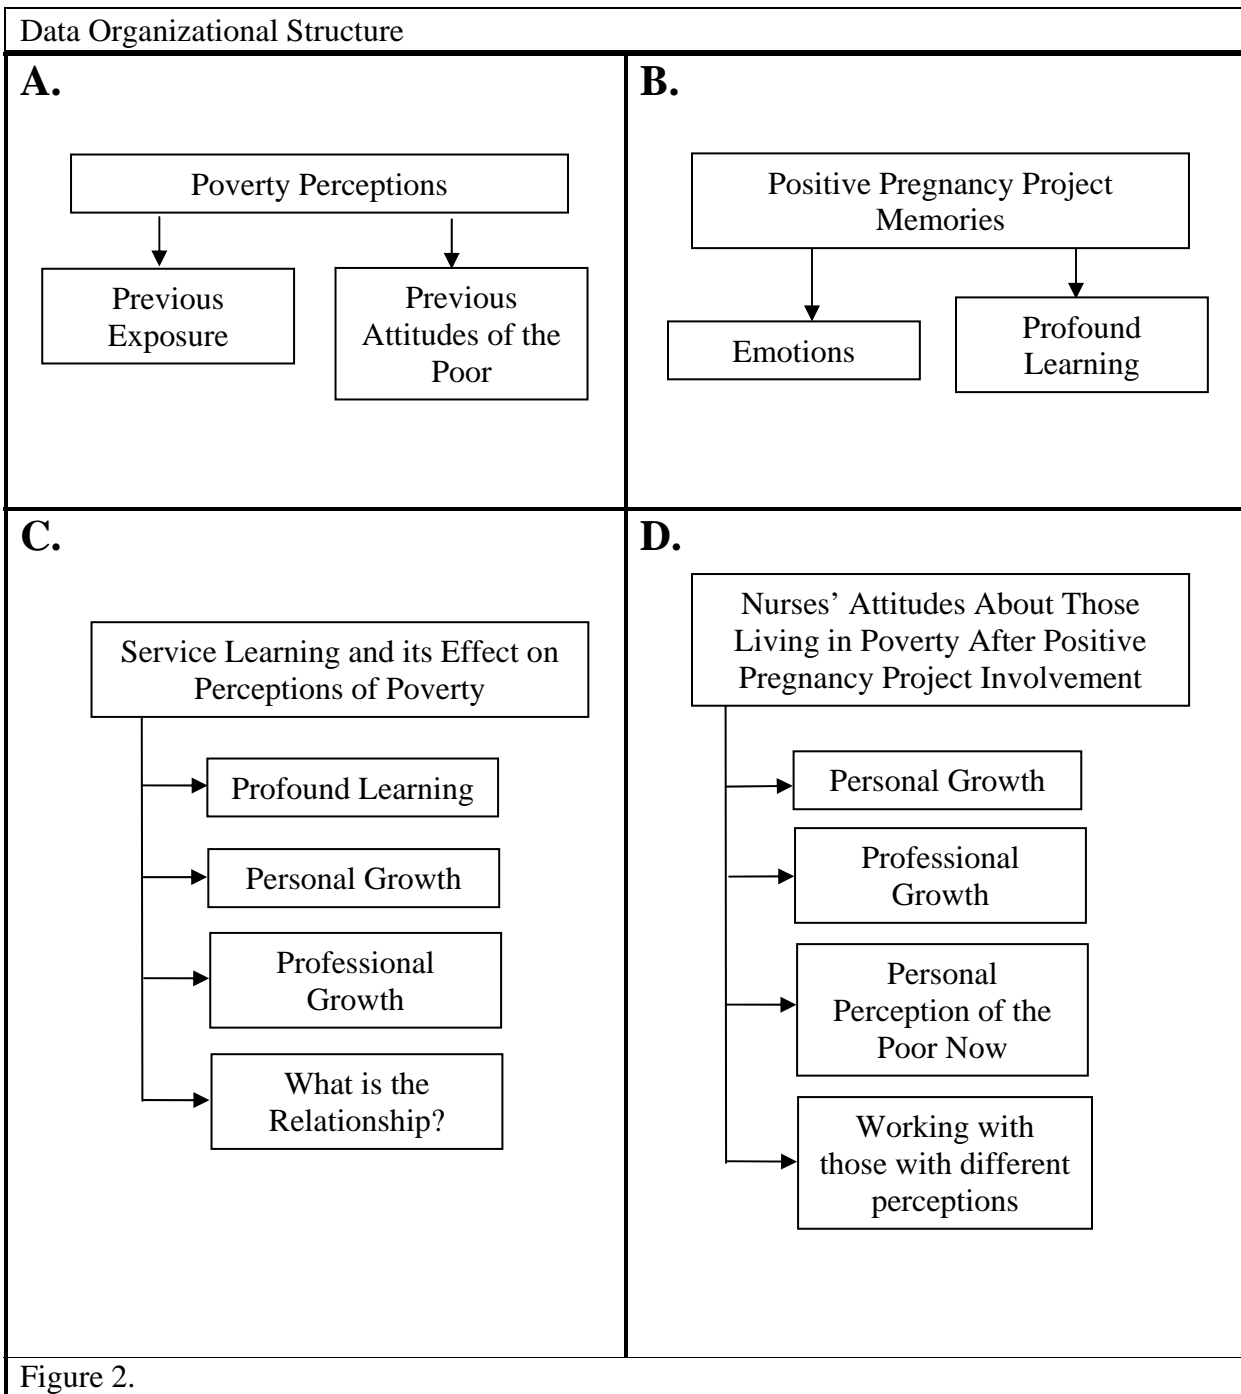 Data Organizational Structure
A.
Poverty Perceptions
Previous
Exposure
Previous
Attitudes of the
Poor
B.
Positive Pregnancy Project
Memories
Emotions
Profound
Learning
C.
Service Learning and its Effect on
Perceptions of Poverty
Profound Learning
Personal Growth
Professional
Growth
What is the
Relationship?
D.
Nurses’ Attitudes About Those
Living in Poverty After Positive
Pregnancy Project Involvement
Personal Growth
Professional
Growth
Personal
Perception of the
Poor Now
Working with
those with different
perceptions
Figure 2.